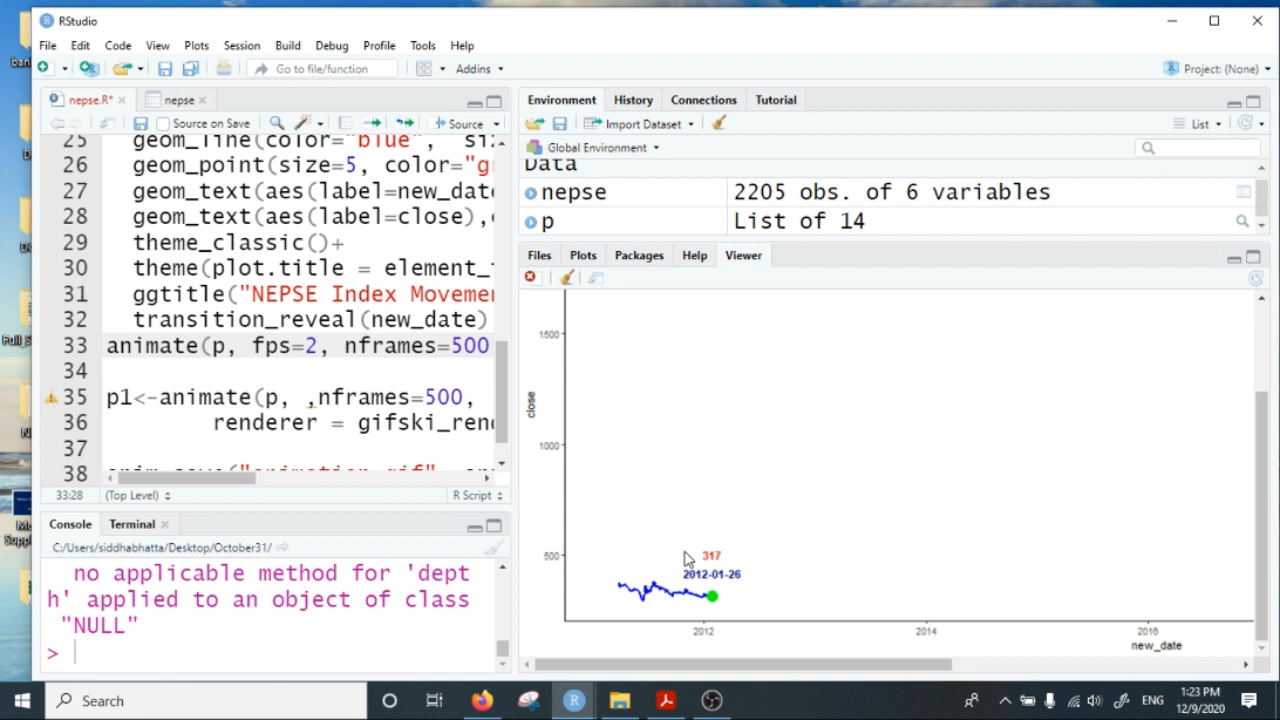 RStudio
File Edit Code View Plots Session Build Debug Profile Tools Help
Go to file/function Addins Project: (None)
nepse.R* nepse
Source on Save Source
25 geom_line(color="blue",
26 geom_point(size=5, color="g
27 geom_text(aes(label=new_date
28 geom_text(aes(label=close),
29 theme_classic()+
30 theme(plot.title = element_
31 ggtitle("NEPSE Index Movemen
32 transition_reveal(new_date)
33 animate(p, fps=2, nframes=500
34
35 p1<-animate(p, ,nframes=500,
36 renderer = gifski_ren
37
38
33:28 (Top Level) R Script
Console Terminal
C:/Users/siddhabhatta/Desktop/October31/
no applicable method for 'dept
h' applied to an object of class
"NULL"
>
Environment History Connections Tutorial
Import Dataset List
Global Environment
Data
nepse 2205 obs. of 6 variables
p List of 14
Files Plots Packages Help Viewer
1500
close
1000
500
317
2012-01-26
2012 2014 2016
new_date
Search
ENG
1:23 PM
12/9/2020